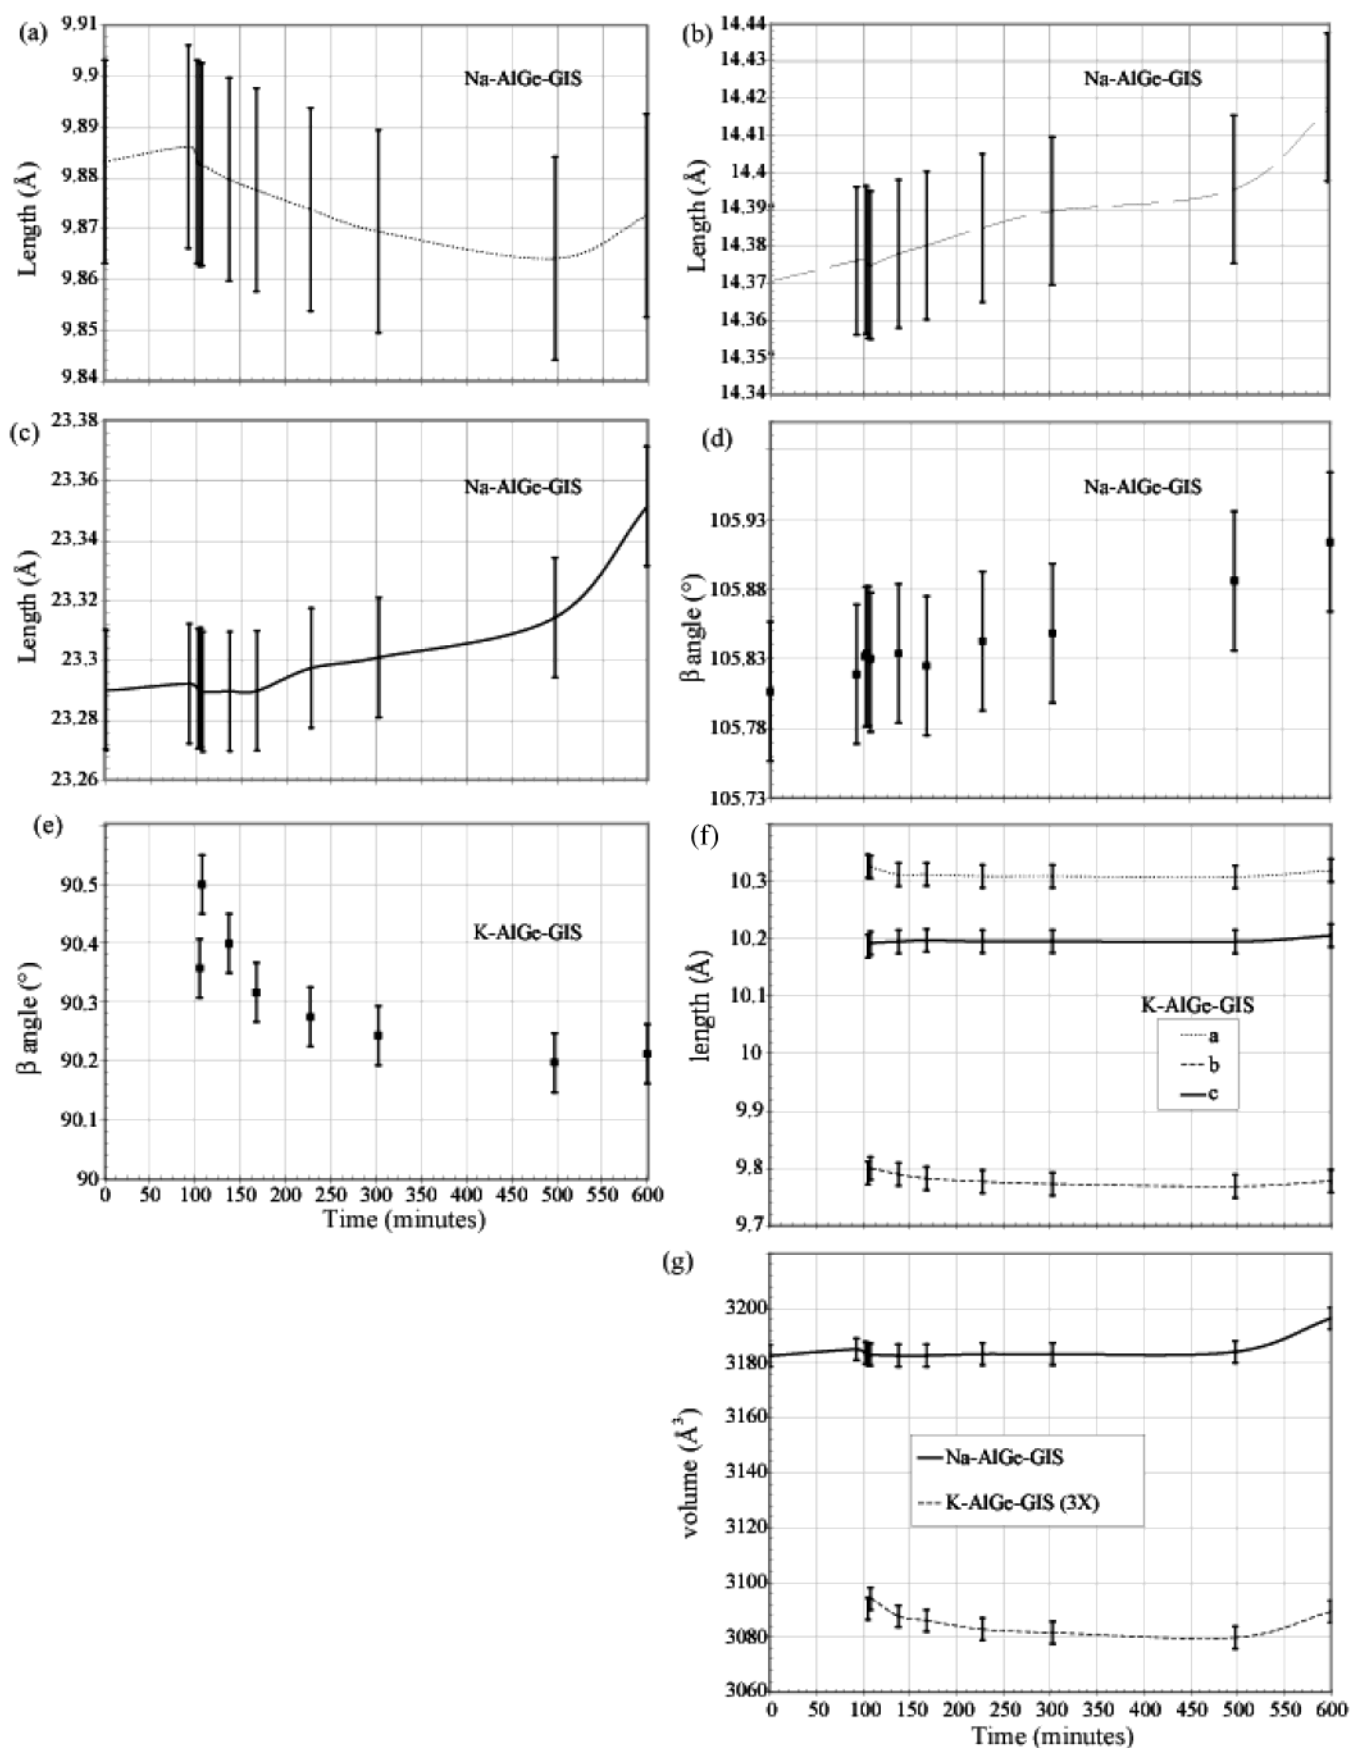 (a)
9.91
9.9
9.89
9.88
9.87
9.86
9.85
9.84
Length (Å)
Na-AlGe-GIS
(b)
14.44
14.43
14.42
14.41
14.4
14.39
14.38
14.37
14.36
14.35
14.34
Length (Å)
Na-AlGe-GIS
(c)
23.38
23.36
23.34
23.32
23.3
23.28
23.26
Length (Å)
Na-AlGe-GIS
(d)
105.93
105.88
105.83
105.78
105.73
β angle (°)
Na-AlGe-GIS
(e)
90.5
90.4
90.3
90.2
90.1
90
β angle (°)
K-AlGe-GIS
0 50 100 150 200 250 300 350 400 450 500 550 600
Time (minutes)
(f)
10.3
10.2
10.1
10
9.9
9.8
9.7
length (Å)
K-AlGe-GIS
a
b
c
(g)
3200
3180
3160
3140
3120
3100
3080
3060
volume (Å³)
Na-AlGe-GIS
K-AlGe-GIS (3X)
0 50 100 150 200 250 300 350 400 450 500 550 600
Time (minutes)